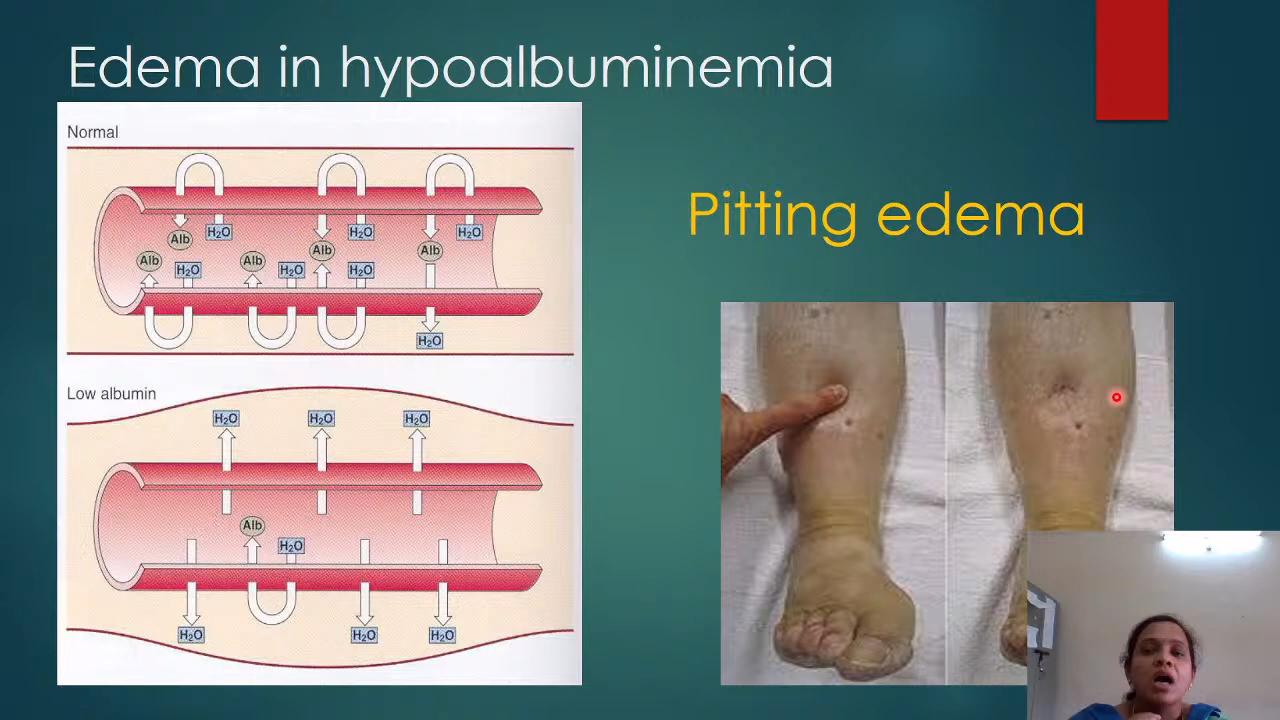 Edema in hypoalbuminemia
Normal
Alb H₂O Alb H₂O Alb H₂O
Alb H₂O Alb H₂O H₂O
H₂O
Low albumin
H₂O H₂O H₂O
Alb H₂O
H₂O H₂O H₂O
Pitting edema